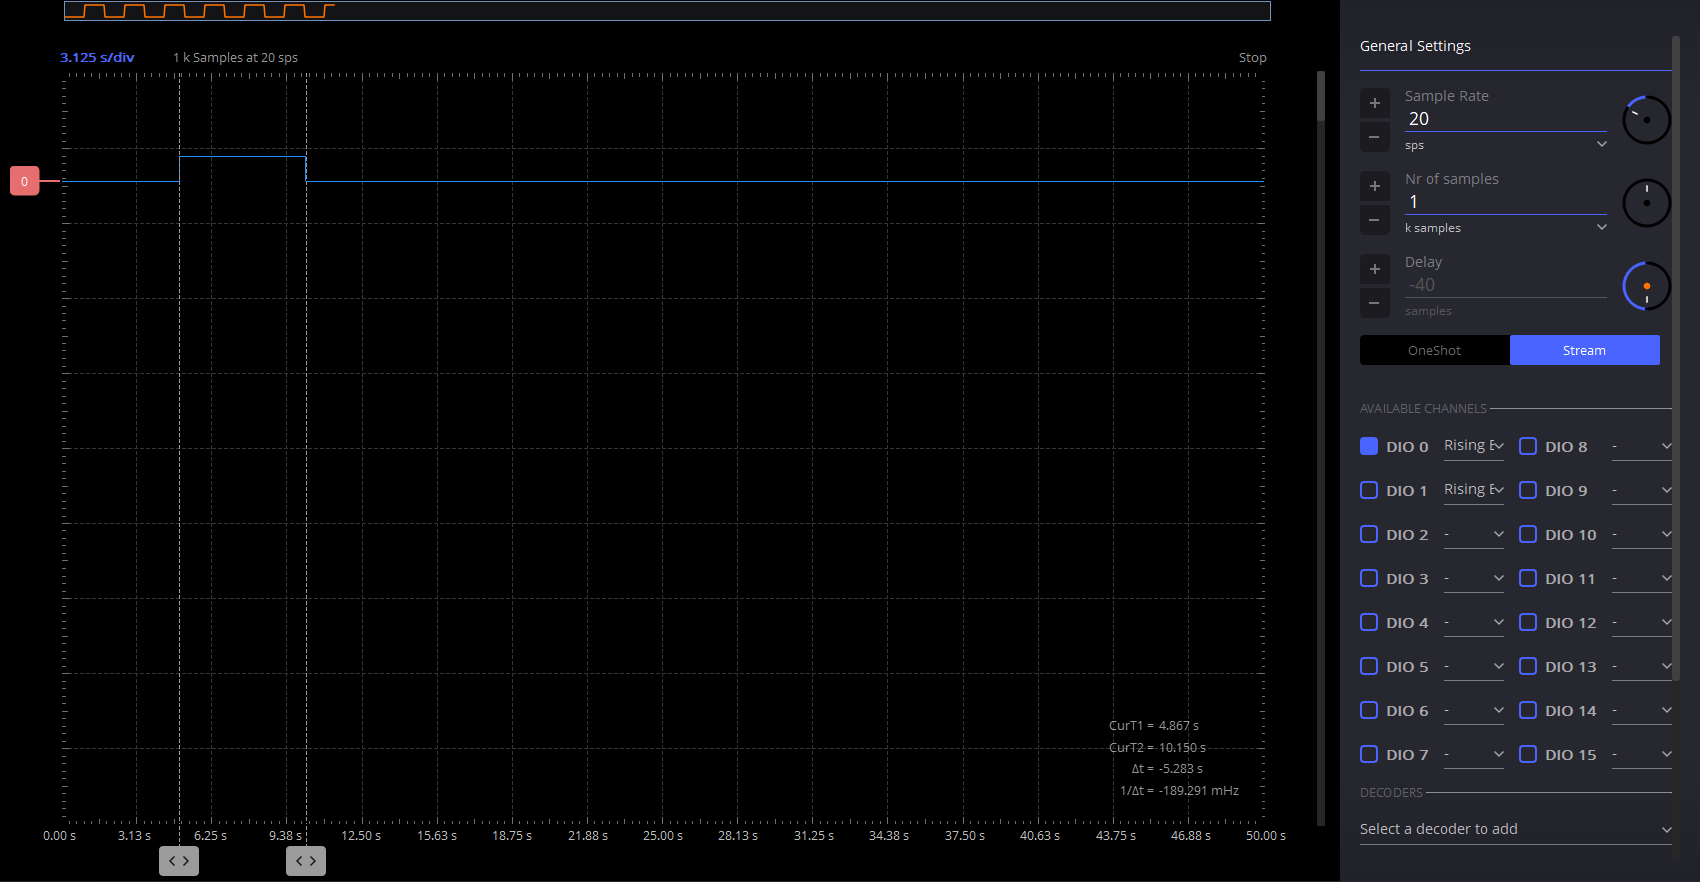 3.125 s/div 1 k Samples at 20 sps Stop
0
CurT1 = 4.867 s
CurT2 = 10.150 s
Δt = -5.283 s
1/Δt = -189.291 mHz
0.00 s 3.13 s 6.25 s 9.38 s 12.50 s 15.63 s 18.75 s 21.88 s 25.00 s 28.13 s 31.25 s 34.38 s 37.50 s 40.63 s 43.75 s 46.88 s 50.00 s
General Settings
Sample Rate
20
sps
Nr of samples
1
k samples
Delay
-40
samples
OneShot Stream
AVAILABLE CHANNELS
DIO 0 Rising E DIO 8 -
DIO 1 Rising E DIO 9 -
DIO 2 - DIO 10 -
DIO 3 - DIO 11 -
DIO 4 - DIO 12 -
DIO 5 - DIO 13 -
DIO 6 - DIO 14 -
DIO 7 - DIO 15 -
DECODERS
Select a decoder to add